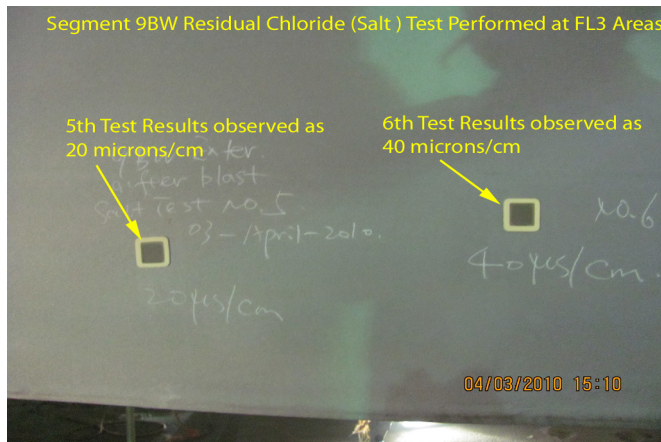 Segment 9BW Residual Chloride (Salt ) Test Performed at FL3 Areas
5th Test Results observed as
20 microns/cm
6th Test Results observed as
40 microns/cm
9BW Exter.
after blast
Salt Test NO.5
03-April-2010.
20μs/cm
NO.6
40μs/cm.
04/03/2010 15:10